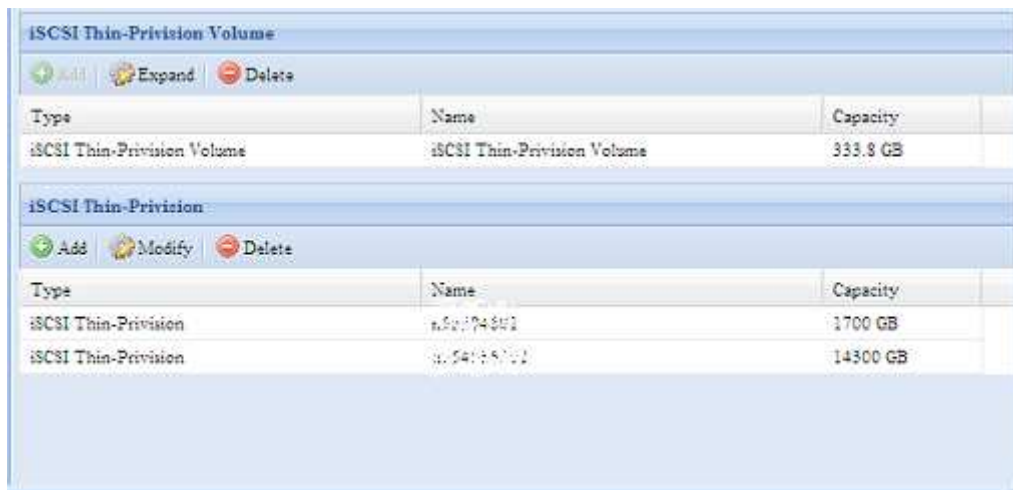 iSCSI Thin-Privision Volume
Add Expand Delete
Type Name Capacity
iSCSI Thin-Privision Volume iSCSI Thin-Privision Volume 333.8 GB
iSCSI Thin-Privision
Add Modify Delete
Type Name Capacity
iSCSI Thin-Privision 1700 GB
iSCSI Thin-Privision 14300 GB